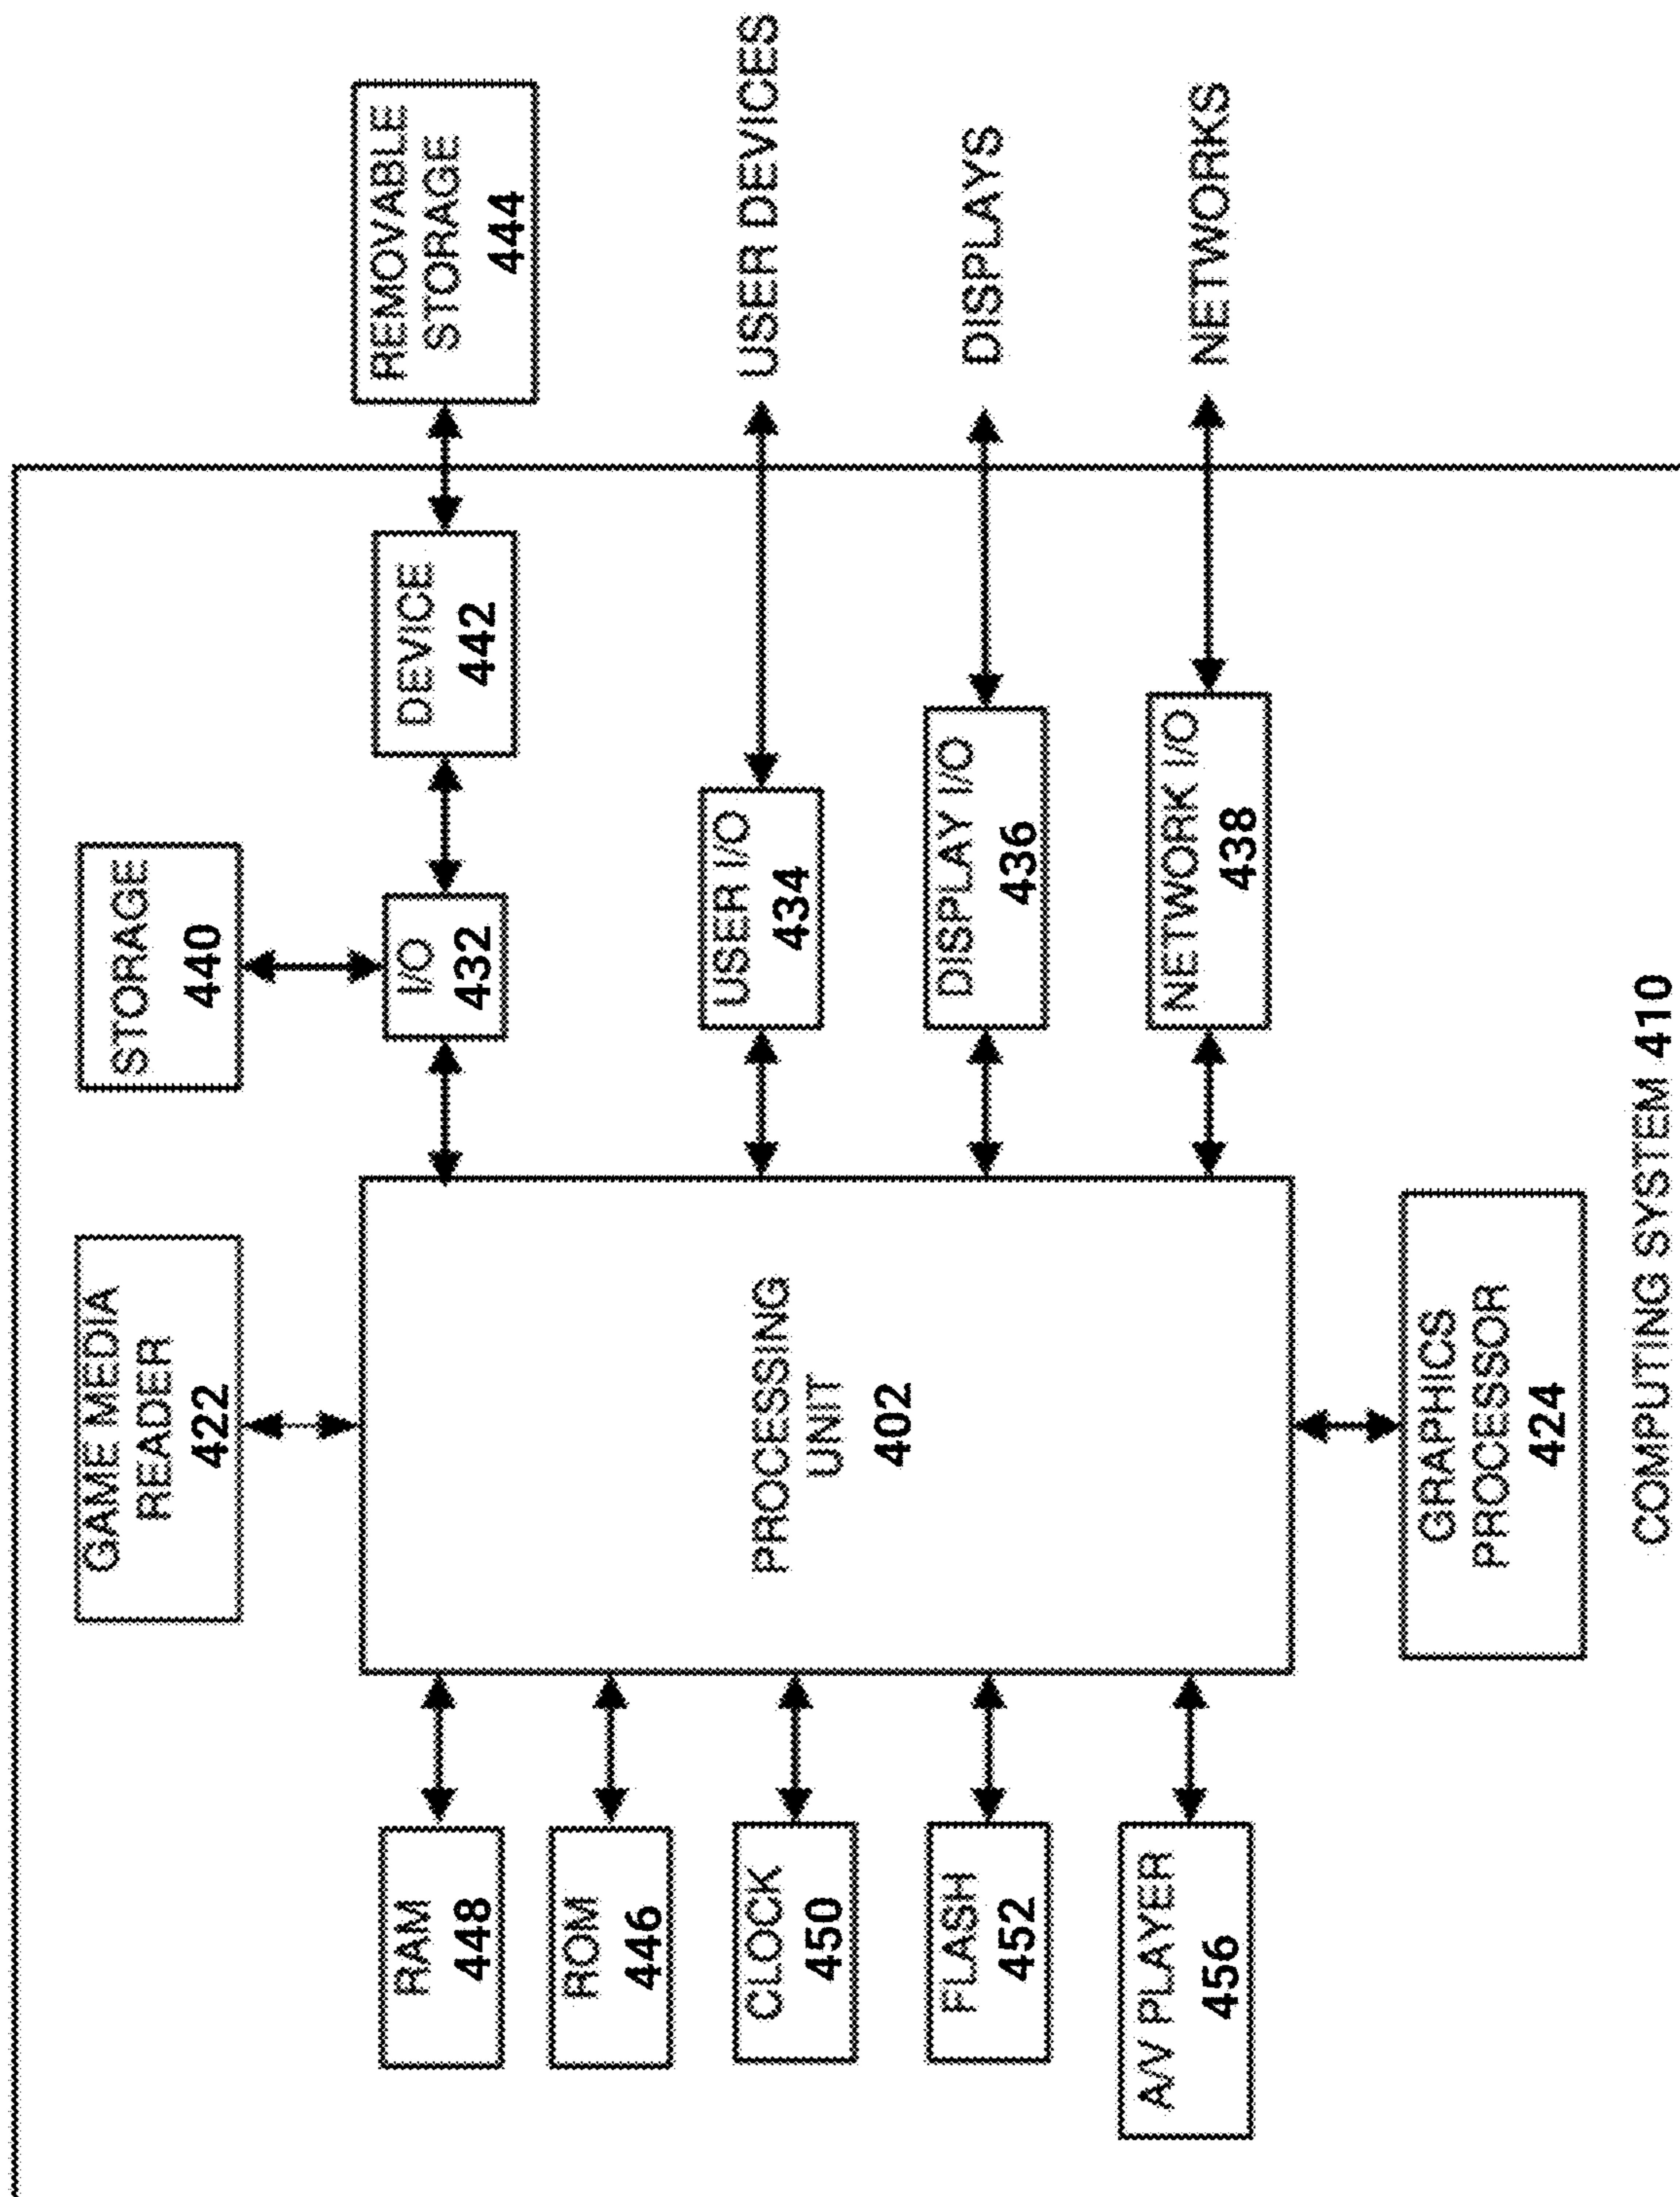 GAME MEDIA
READER
422
STORAGE
440
RAM
448
ROM
446
CLOCK
450
FLASH
452
A/V PLAYER
456
PROCESSING
UNIT
402
I/O
432
DEVICE
442
REMOVABLE
STORAGE
444
USER I/O
434
USER DEVICES
DISPLAY I/O
436
DISPLAYS
NETWORK I/O
438
NETWORKS
GRAPHICS
PROCESSOR
424
COMPUTING SYSTEM 410